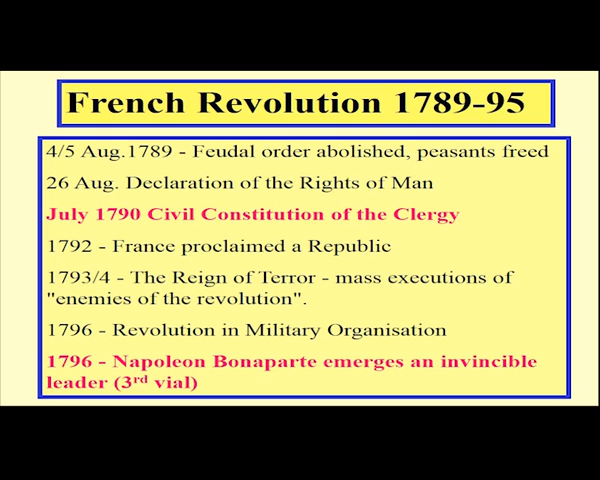 French Revolution 1789-95
4/5 Aug.1789 - Feudal order abolished, peasants freed
26 Aug. Declaration of the Rights of Man
July 1790 Civil Constitution of the Clergy
1792 - France proclaimed a Republic
1793/4 - The Reign of Terror - mass executions of
"enemies of the revolution".
1796 - Revolution in Military Organisation
1796 - Napoleon Bonaparte emerges an invincible
leader (3rd vial)